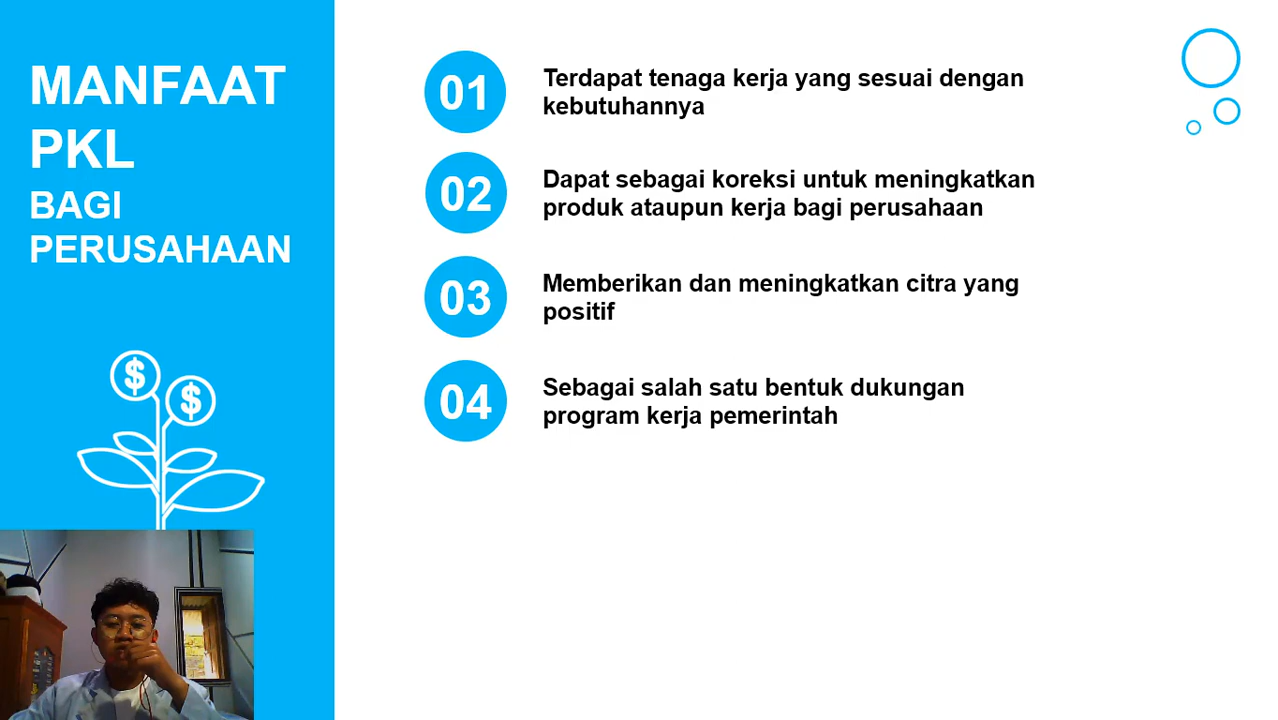 MANFAAT
PKL
BAGI
PERUSAHAAN
$
$
01
Terdapat tenaga kerja yang sesuai dengan
kebutuhannya
02
Dapat sebagai koreksi untuk meningkatkan
produk ataupun kerja bagi perusahaan
03
Memberikan dan meningkatkan citra yang
positif
04
Sebagai salah satu bentuk dukungan
program kerja pemerintah